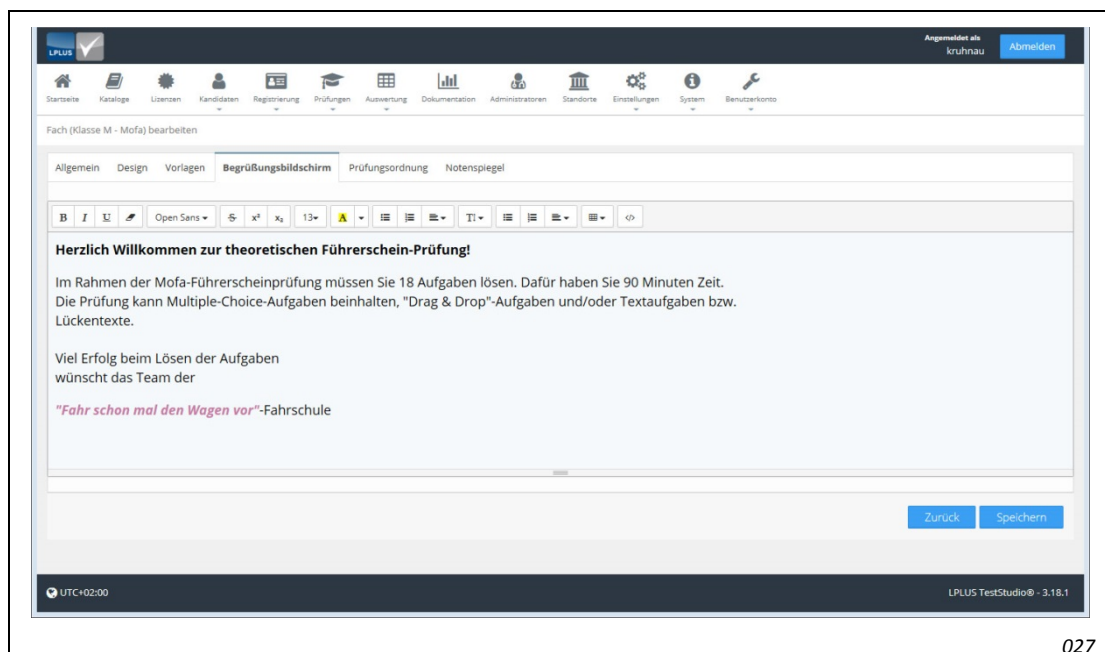 LPLUS
Angemeldet als
kruhnau
Abmelden
Startseite Kataloge Lizenzen Kandidaten Registrierung Prüfungen Auswertung Dokumentation Administratoren Standorte Einstellungen System Benutzerkonto
Fach (Klasse M - Mofa) bearbeiten
Allgemein Design Vorlagen Begrüßungsbildschirm Prüfungsordnung Notenspiegel
B I U Open Sans S x² x₂ 13 A T </>
Herzlich Willkommen zur theoretischen Führerschein-Prüfung!
Im Rahmen der Mofa-Führerscheinprüfung müssen Sie 18 Aufgaben lösen. Dafür haben Sie 90 Minuten Zeit.
Die Prüfung kann Multiple-Choice-Aufgaben beinhalten, "Drag & Drop"-Aufgaben und/oder Textaufgaben bzw.
Lückentexte.
Viel Erfolg beim Lösen der Aufgaben
wünscht das Team der
"Fahr schon mal den Wagen vor"-Fahrschule
Zurück Speichern
UTC+02:00 LPLUS TestStudio® - 3.18.1
027